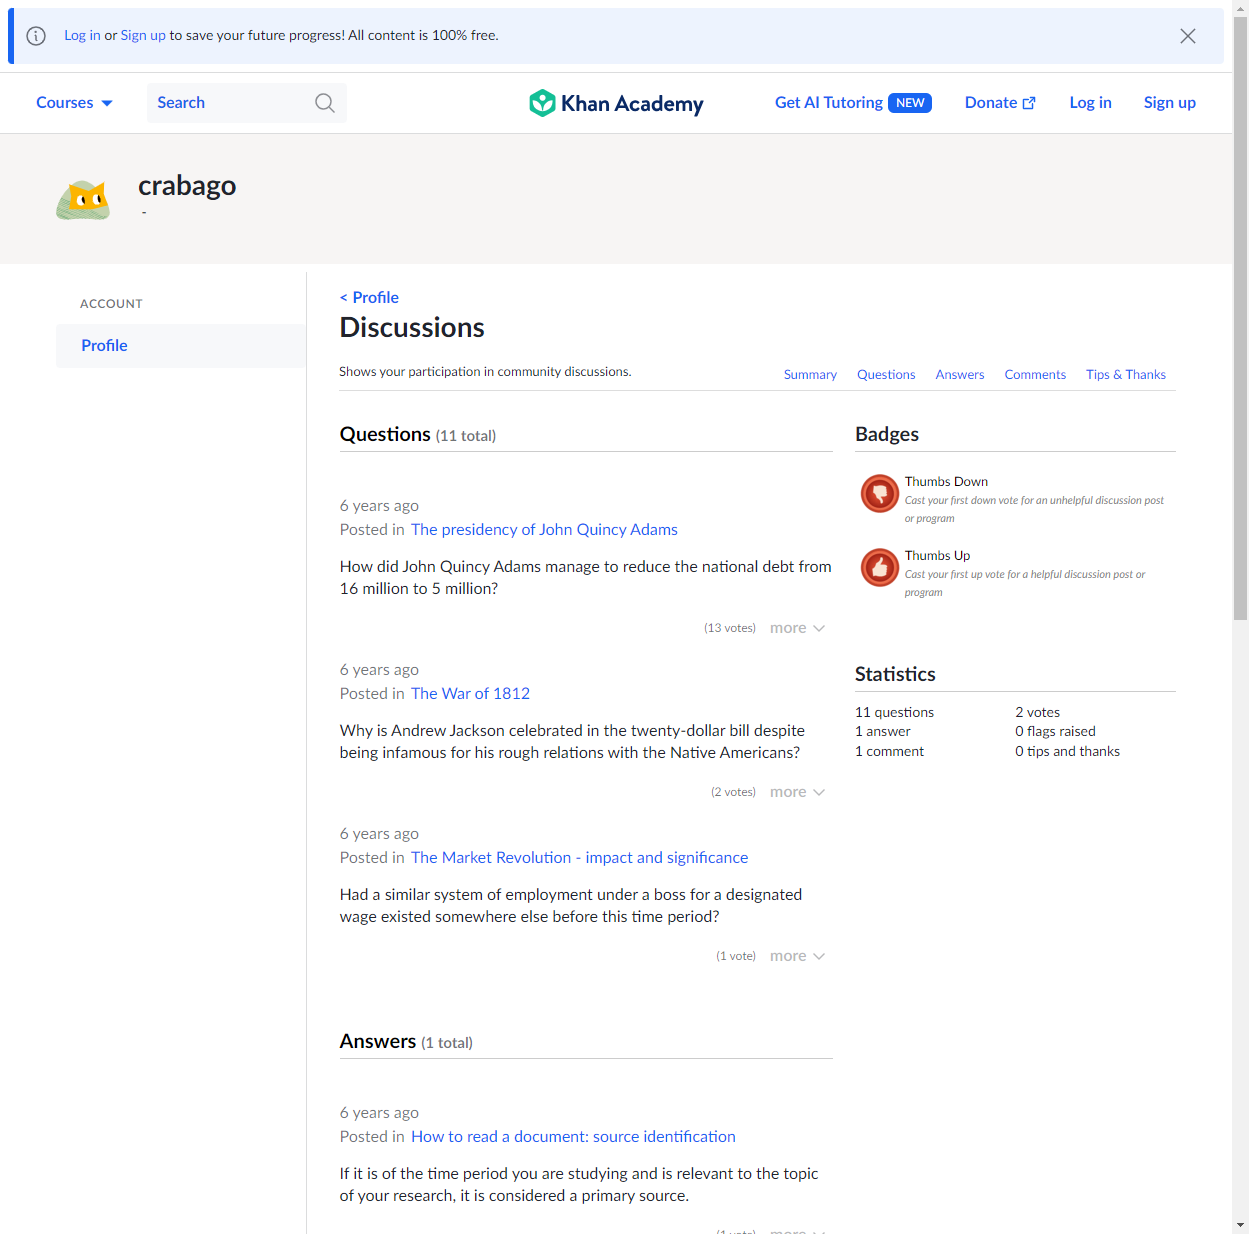 Log in or Sign up to save your future progress! All content is 100% free.
Courses
Search
Khan Academy
Get AI Tutoring NEW
Donate
Log in
Sign up
crabago
-
ACCOUNT
Profile
< Profile
Discussions
Shows your participation in community discussions.
Summary
Questions
Answers
Comments
Tips & Thanks
Questions (11 total)
6 years ago
Posted in The presidency of John Quincy Adams
How did John Quincy Adams manage to reduce the national debt from
16 million to 5 million?
(13 votes) more
6 years ago
Posted in The War of 1812
Why is Andrew Jackson celebrated in the twenty-dollar bill despite
being infamous for his rough relations with the Native Americans?
(2 votes) more
6 years ago
Posted in The Market Revolution - impact and significance
Had a similar system of employment under a boss for a designated
wage existed somewhere else before this time period?
(1 vote) more
Answers (1 total)
6 years ago
Posted in How to read a document: source identification
If it is of the time period you are studying and is relevant to the topic
of your research, it is considered a primary source.
(1 vote) more
Badges
Thumbs Down
Cast your first down vote for an unhelpful discussion post
or program
Thumbs Up
Cast your first up vote for a helpful discussion post or
program
Statistics
11 questions
1 answer
1 comment
2 votes
0 flags raised
0 tips and thanks